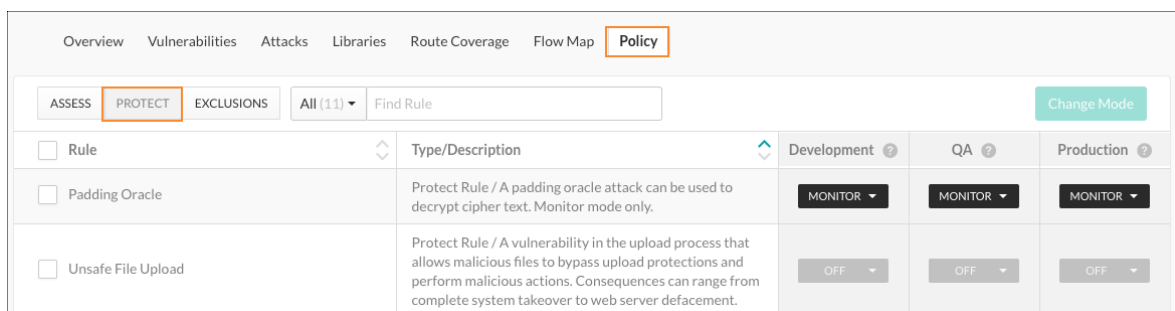 Overview Vulnerabilities Attacks Libraries Route Coverage Flow Map Policy
ASSESS PROTECT EXCLUSIONS All (11) Find Rule Change Mode
Rule Type/Description Development ? QA ? Production ?
Padding Oracle
Protect Rule / A padding oracle attack can be used to
decrypt cipher text. Monitor mode only.
MONITOR MONITOR MONITOR
Unsafe File Upload
Protect Rule / A vulnerability in the upload process that
allows malicious files to bypass upload protections and
perform malicious actions. Consequences can range from
complete system takeover to web server defacement.
OFF OFF OFF